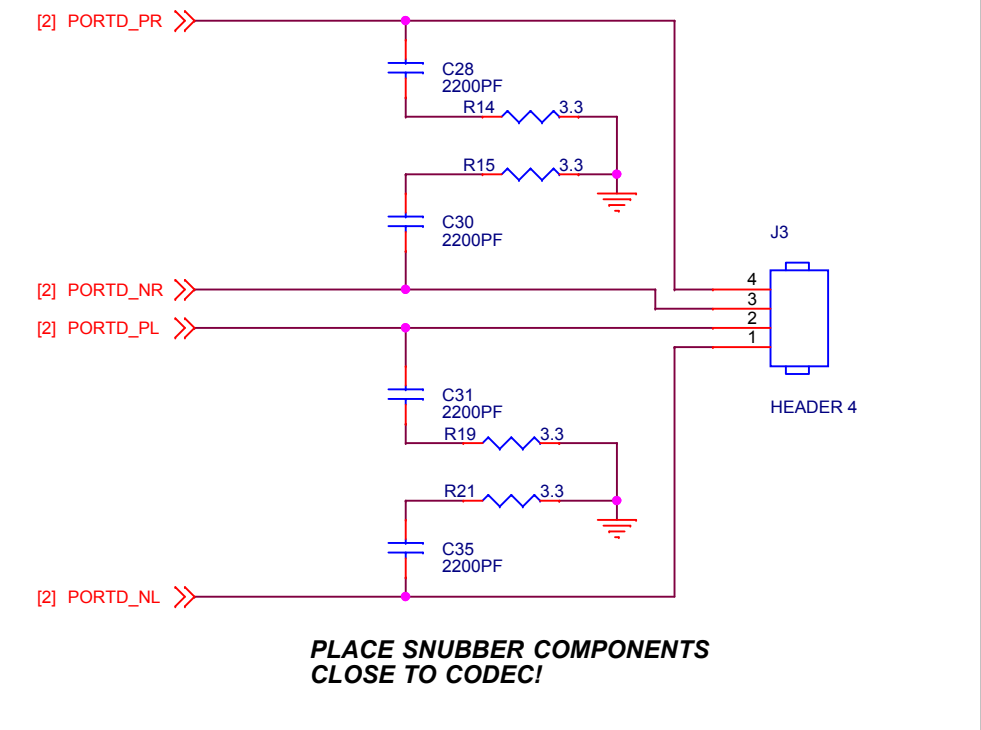 [2] PORTD_PR
C28
2200PF
R14 3.3
R15 3.3
C30
2200PF
J3
[2] PORTD_NR
4
3
[2] PORTD_PL
2
1
C31
2200PF
HEADER 4
R19 3.3
R21 3.3
C35
2200PF
[2] PORTD_NL
PLACE SNUBBER COMPONENTS
CLOSE TO CODEC!